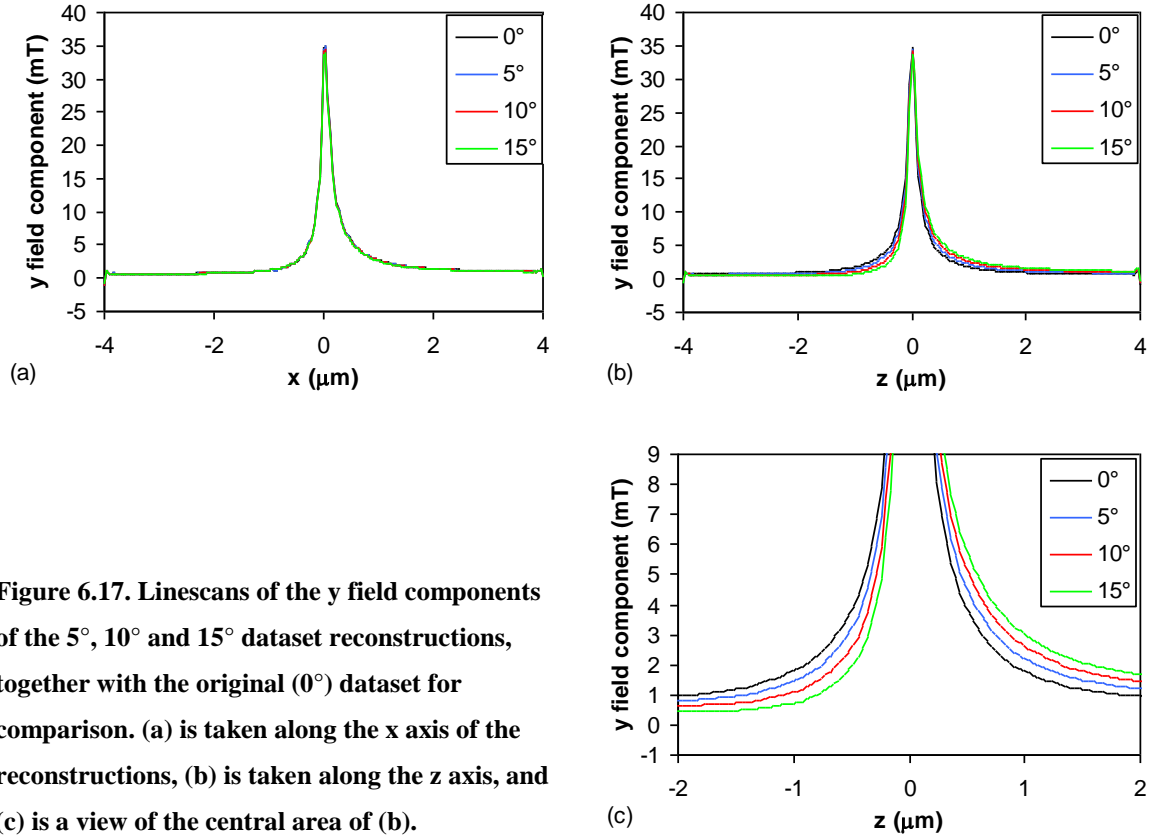 40
35
30
25
20
15
10
5
0
-5
y field component (mT)
0°
5°
10°
15°
-4 -2 0 2 4
x (μm)
(a)
40
35
30
25
20
15
10
5
0
-5
y field component (mT)
0°
5°
10°
15°
-4 -2 0 2 4
z (μm)
(b)
9
8
7
6
5
4
3
2
1
0
-1
y field component (mT)
0°
5°
10°
15°
-2 -1 0 1 2
z (μm)
(c)
Figure 6.17. Linescans of the y field components
of the 5°, 10° and 15° dataset reconstructions,
together with the original (0°) dataset for
comparison. (a) is taken along the x axis of the
reconstructions, (b) is taken along the z axis, and
(c) is a view of the central area of (b).